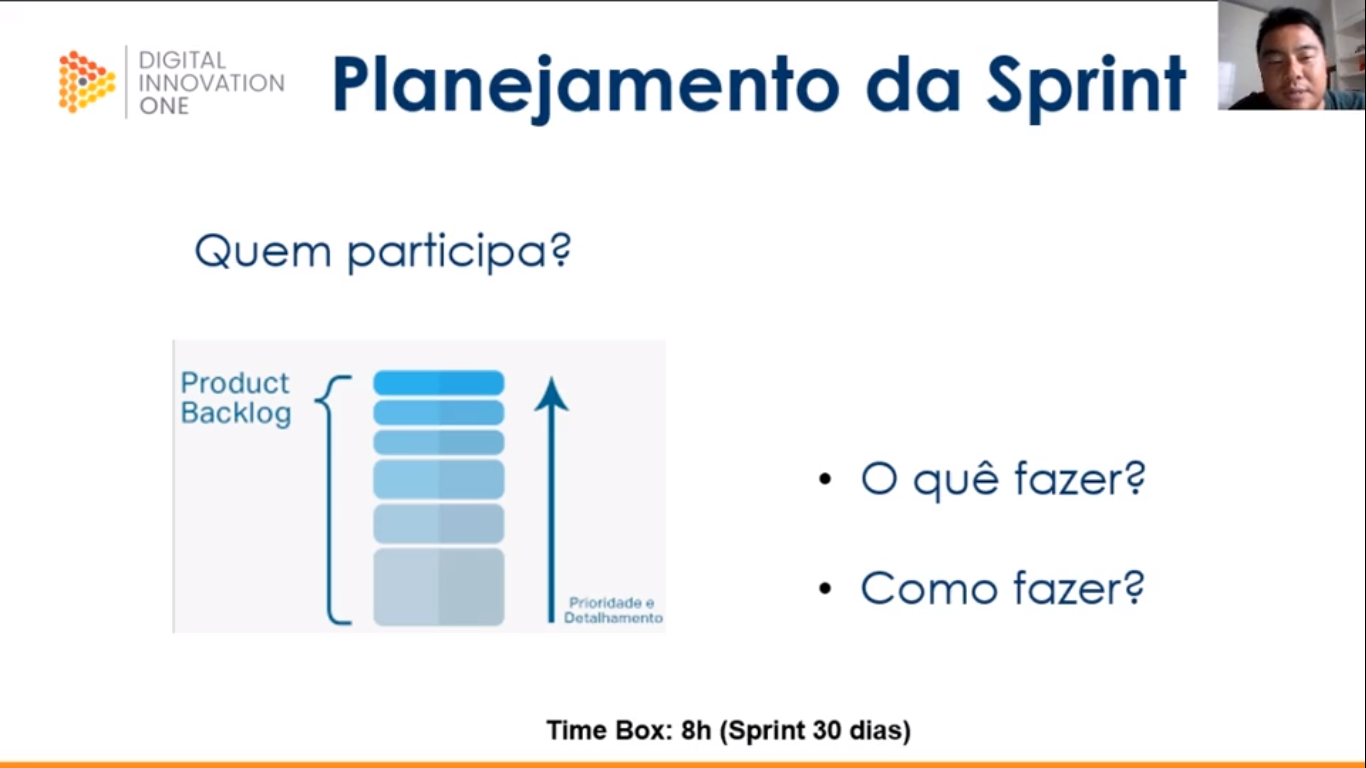 DIGITAL
INNOVATION
ONE
Planejamento da Sprint
Quem participa?
Product
Backlog
Prioridade e
Detalhamento
• O quê fazer?
• Como fazer?
Time Box: 8h (Sprint 30 dias)